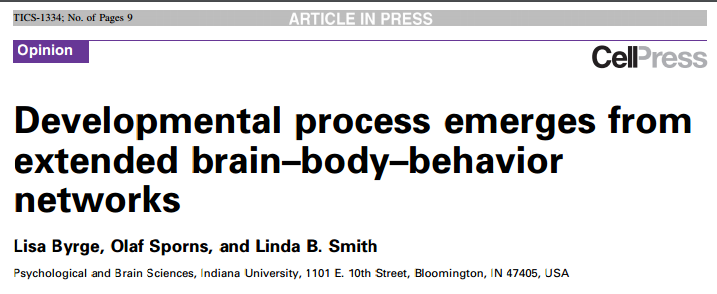 TICS-1334; No. of Pages 9
ARTICLE IN PRESS
Opinion
CellPress
Developmental process emerges from
extended brain–body–behavior
networks
Lisa Byrge, Olaf Sporns, and Linda B. Smith
Psychological and Brain Sciences, Indiana University, 1101 E. 10th Street, Bloomington, IN 47405, USA